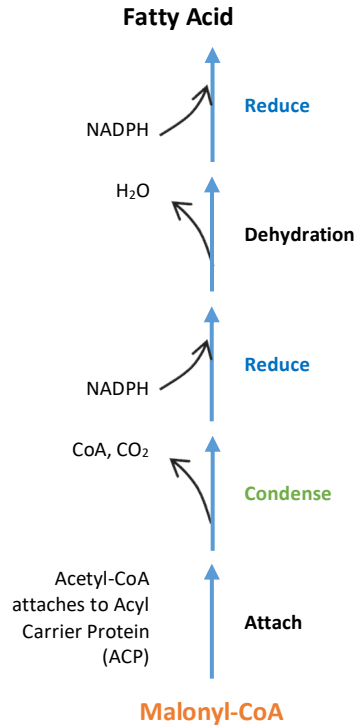 Fatty Acid
Reduce
NADPH
H₂O
Dehydration
Reduce
NADPH
CoA, CO₂
Condense
Acetyl-CoA
attaches to Acyl
Carrier Protein
(ACP)
Attach
Malonyl-CoA